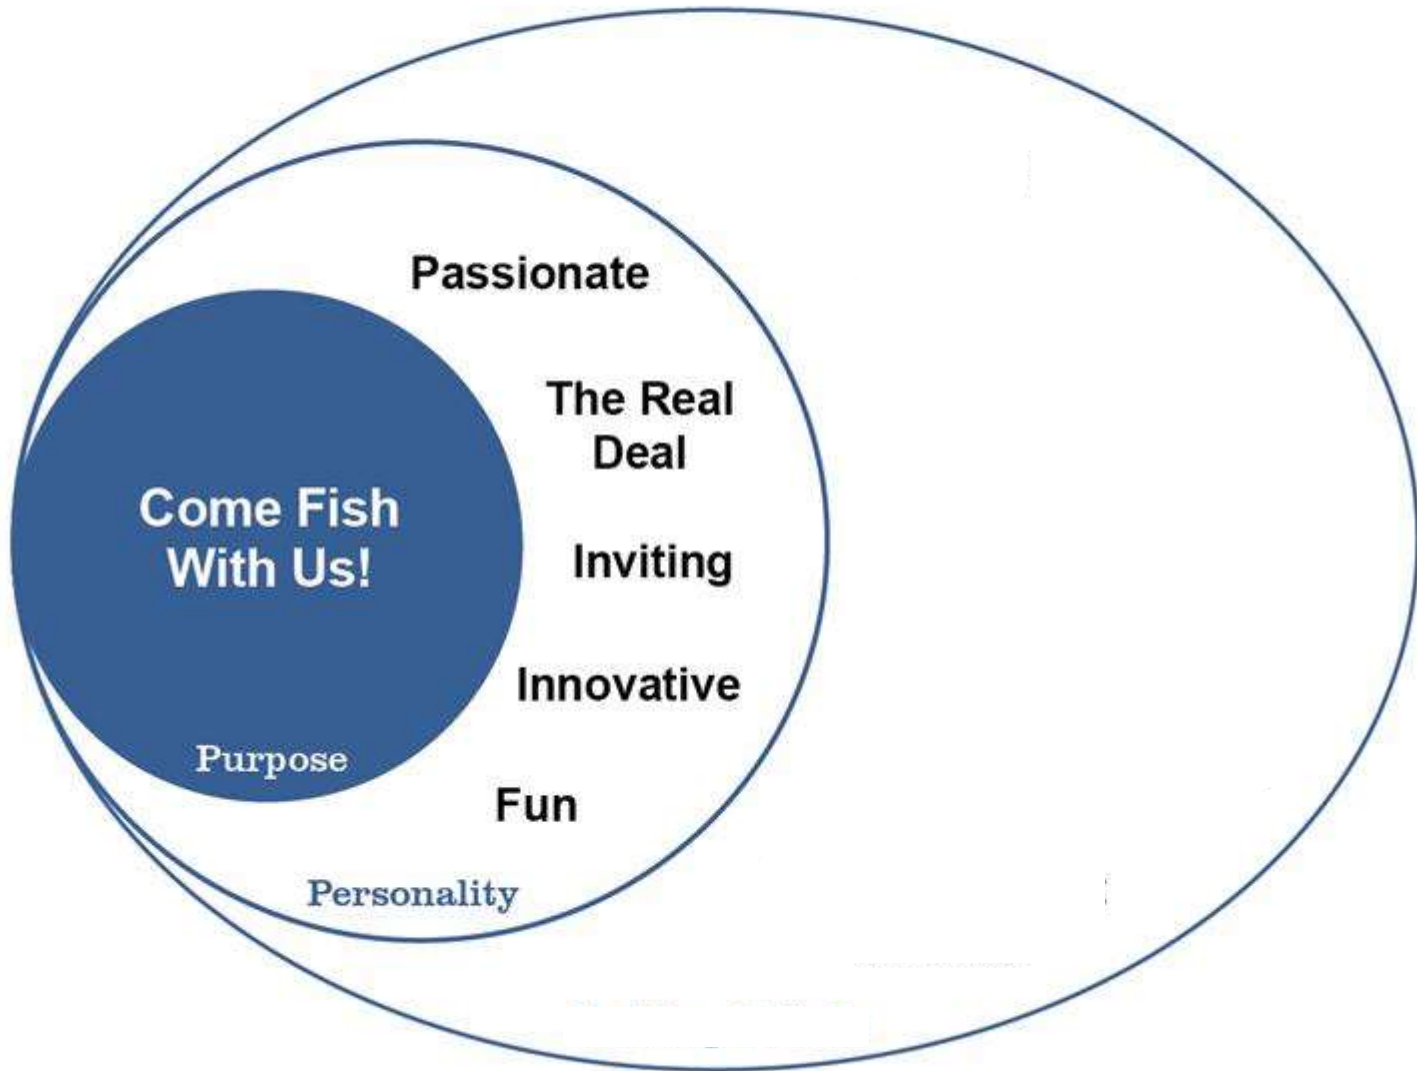 Passionate
The Real
Deal
Come Fish
With Us!
Inviting
Innovative
Purpose
Fun
Personality